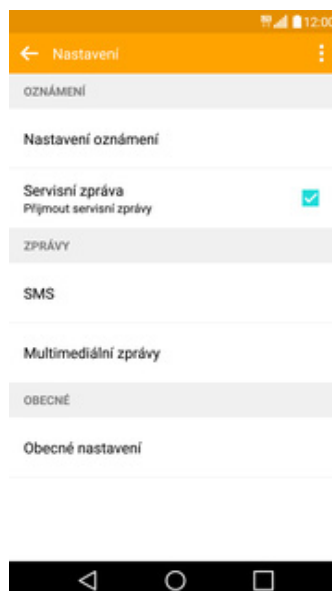 12:00
Nastavení
OZNÁMENÍ
Nastavení oznámení
Servisní zpráva
Přijmout servisní zprávy
ZPRÁVY
SMS
Multimediální zprávy
OBECNÉ
Obecné nastavení